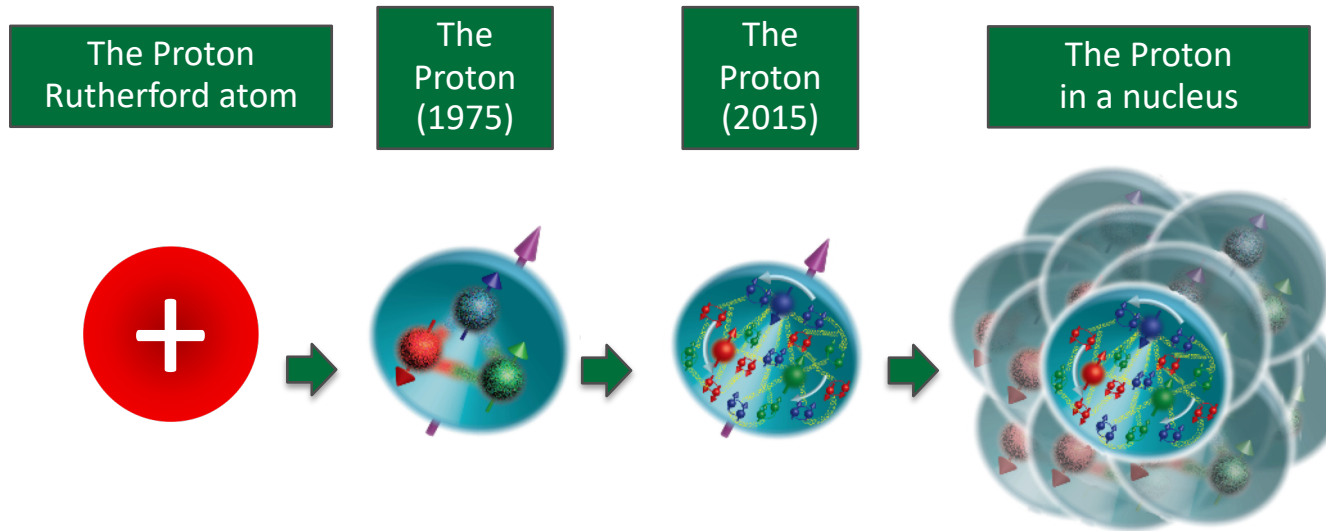 The Proton
Rutherford atom
The
Proton
(1975)
The
Proton
(2015)
The Proton
in a nucleus
+